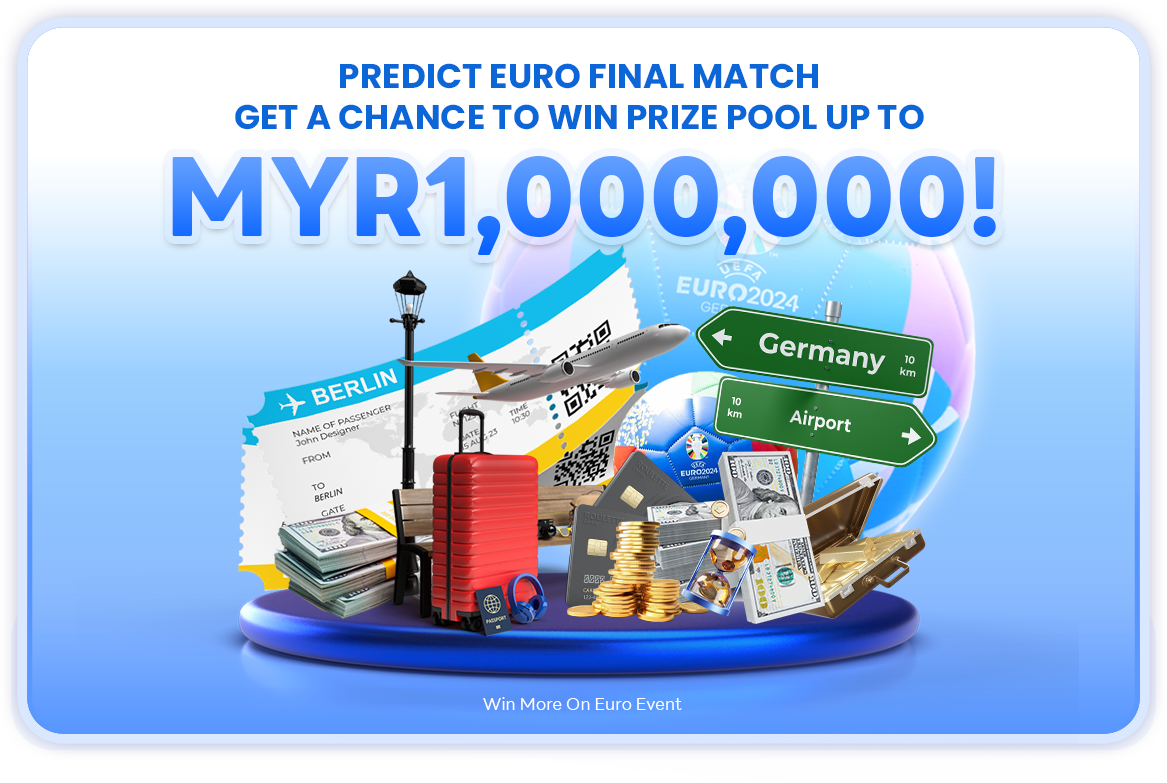 PREDICT EURO FINAL MATCH
GET A CHANCE TO WIN PRIZE POOL UP TO
MYR1,000,000!
UEFA
EURO2024
BERLIN
NAME OF PASSENGER
John Designer
FROM
TO
BERLIN
GATE
TIME
10:30
Germany
10
km
10
km
Airport
EURO2024
GERMANY
PASSPORT
Win More On Euro Event